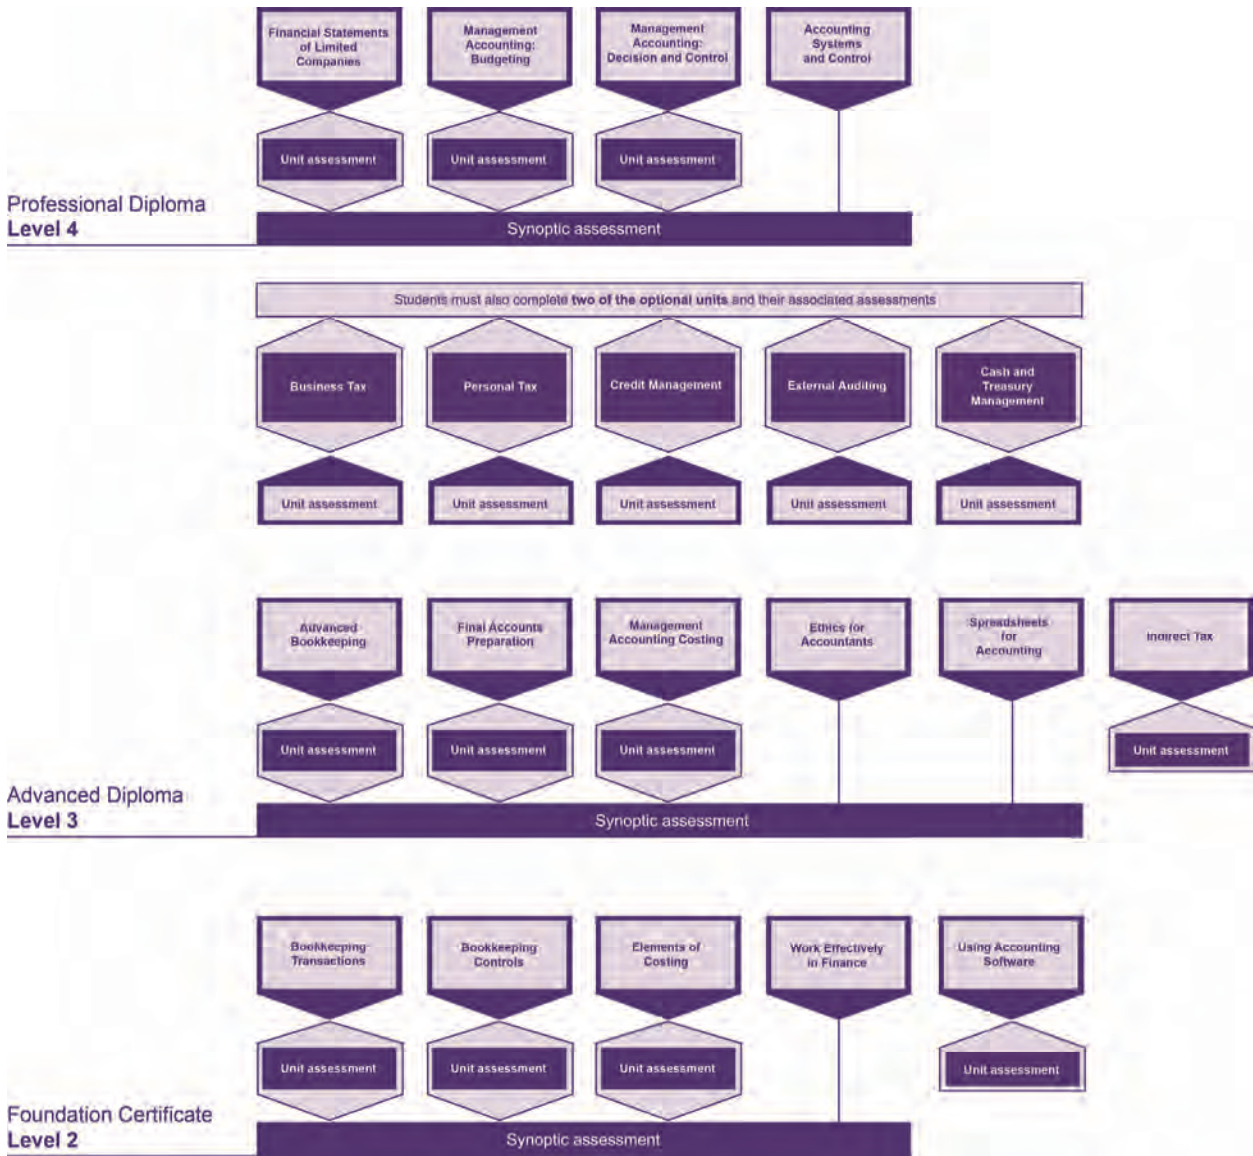 Financial Statements
of Limited
Companies
Management
Accounting:
Budgeting
Management
Accounting:
Decision and Control
Accounting
Systems
and Control
Unit assessment
Unit assessment
Unit assessment
Professional Diploma
Level 4
Synoptic assessment
Students must also complete two of the optional units and their associated assessments
Business Tax
Personal Tax
Credit Management
External Auditing
Cash and
Treasury
Management
Unit assessment
Unit assessment
Unit assessment
Unit assessment
Unit assessment
Advanced
Bookkeeping
Final Accounts
Preparation
Management
Accounting Costing
Ethics for
Accountants
Spreadsheets
for
Accounting
Indirect Tax
Unit assessment
Unit assessment
Unit assessment
Unit assessment
Advanced Diploma
Level 3
Synoptic assessment
Bookkeeping
Transactions
Bookkeeping
Controls
Elements of
Costing
Work Effectively
in Finance
Using Accounting
Software
Unit assessment
Unit assessment
Unit assessment
Unit assessment
Foundation Certificate
Level 2
Synoptic assessment